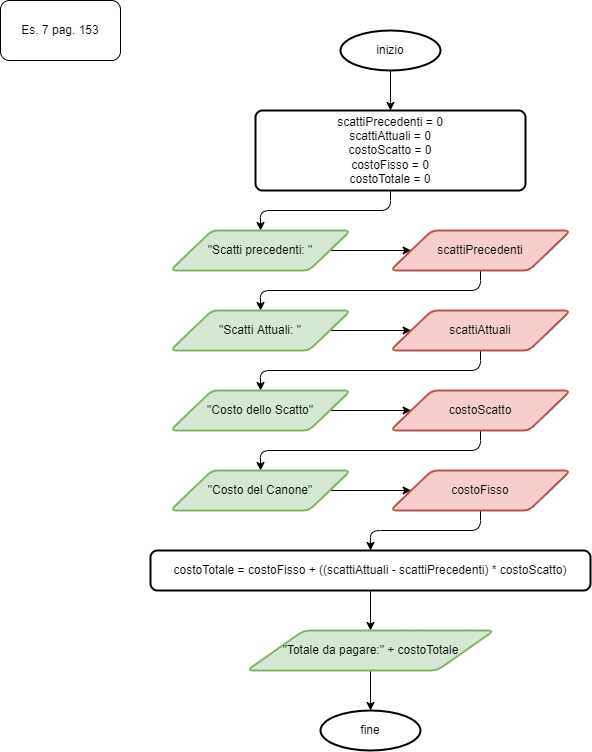 Es. 7 pag. 153
inizio
scattiPrecedenti = 0
scattiAttuali = 0
costoScatto = 0
costoFisso = 0
costoTotale = 0
"Scatti precedenti: "
scattiPrecedenti
"Scatti Attuali: "
scattiAttuali
"Costo dello Scatto"
costoScatto
"Costo del Canone"
costoFisso
costoTotale = costoFisso + ((scattiAttuali - scattiPrecedenti) * costoScatto)
"Totale da pagare:" + costoTotale
fine